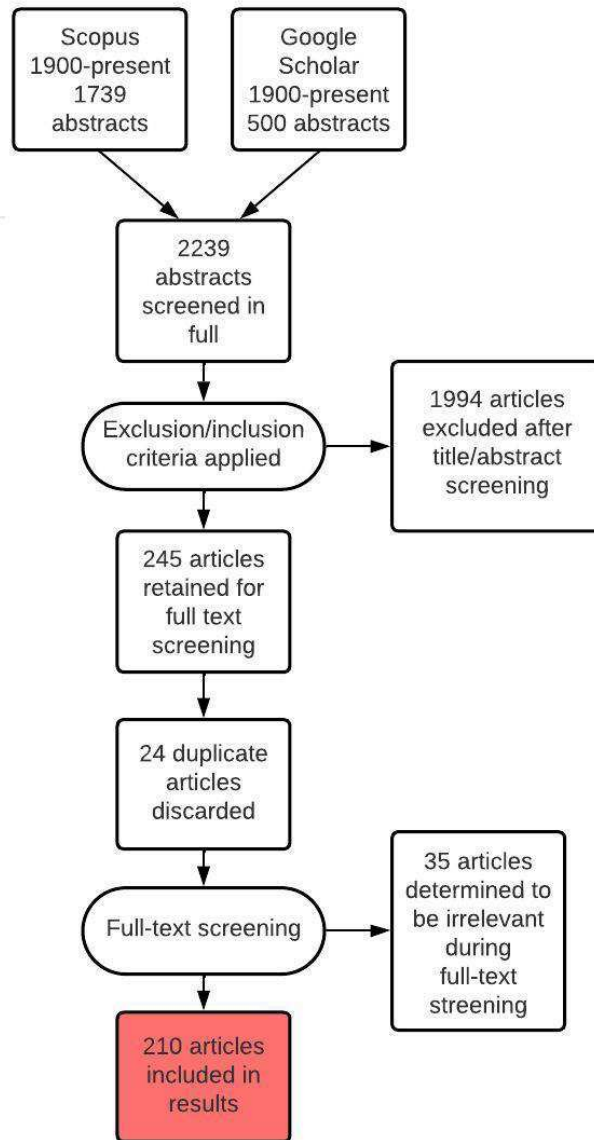 Scopus
1900-present
1739
abstracts
Google
Scholar
1900-present
500 abstracts
2239
abstracts
screened in
full
Exclusion/inclusion
criteria applied
1994 articles
excluded after
title/abstract
screening
245 articles
retained for
full text
screening
24 duplicate
articles
discarded
35 articles
determined to
be irrelevant
during
full-text
streening
Full-text screening
210 articles
included in
results